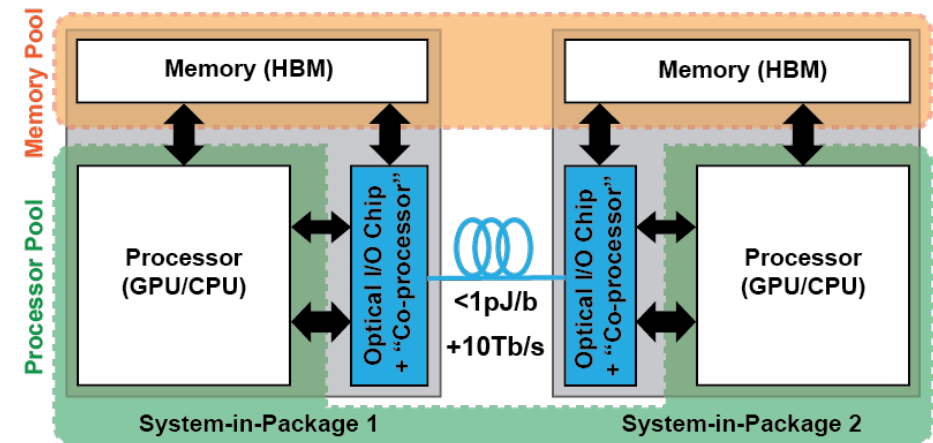 Memory Pool
Memory (HBM)
Memory (HBM)
Processor Pool
Processor
(GPU/CPU)
Optical I/O Chip
+ “Co-processor”
<1pJ/b
+10Tb/s
Optical I/O Chip
+ “Co-processor”
Processor
(GPU/CPU)
System-in-Package 1
System-in-Package 2